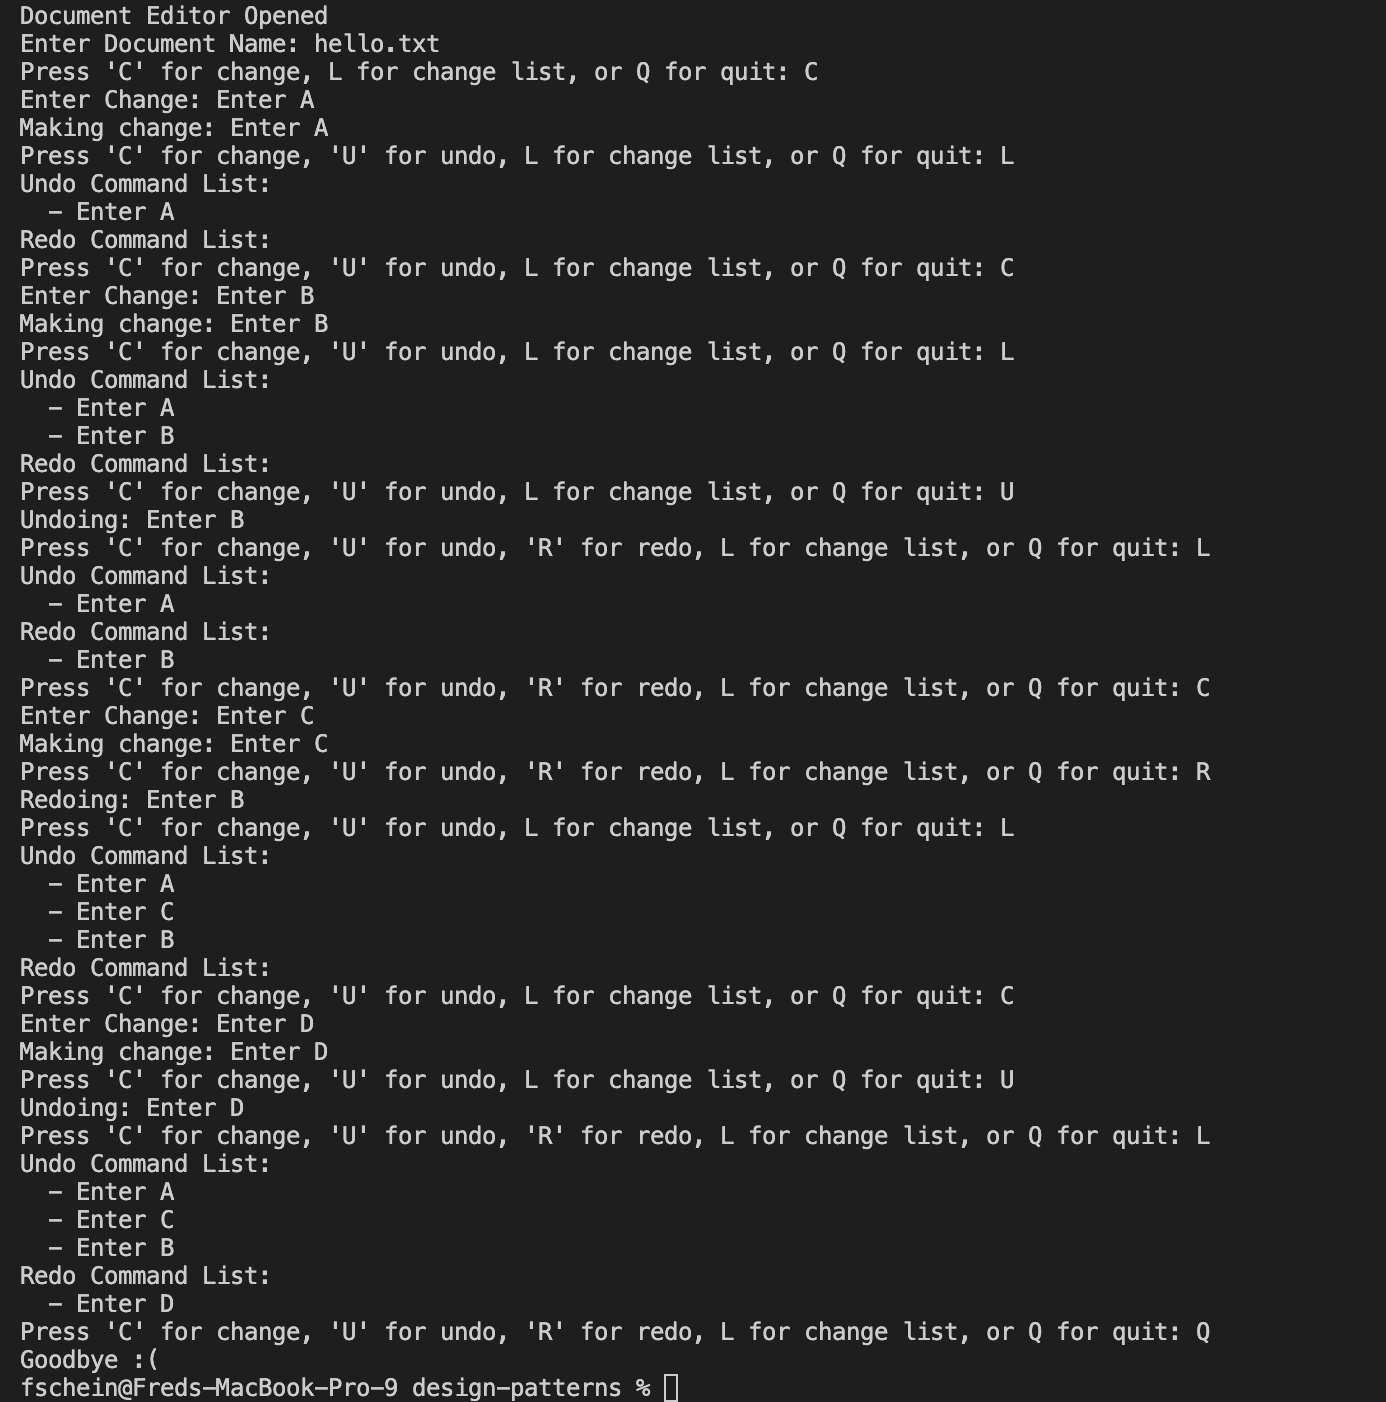 Document Editor Opened
Enter Document Name: hello.txt
Press 'C' for change, L for change list, or Q for quit: C
Enter Change: Enter A
Making change: Enter A
Press 'C' for change, 'U' for undo, L for change list, or Q for quit: L
Undo Command List:
  - Enter A
Redo Command List:
Press 'C' for change, 'U' for undo, L for change list, or Q for quit: C
Enter Change: Enter B
Making change: Enter B
Press 'C' for change, 'U' for undo, L for change list, or Q for quit: L
Undo Command List:
  - Enter A
  - Enter B
Redo Command List:
Press 'C' for change, 'U' for undo, L for change list, or Q for quit: U
Undoing: Enter B
Press 'C' for change, 'U' for undo, 'R' for redo, L for change list, or Q for quit: L
Undo Command List:
  - Enter A
Redo Command List:
  - Enter B
Press 'C' for change, 'U' for undo, 'R' for redo, L for change list, or Q for quit: C
Enter Change: Enter C
Making change: Enter C
Press 'C' for change, 'U' for undo, 'R' for redo, L for change list, or Q for quit: R
Redoing: Enter B
Press 'C' for change, 'U' for undo, L for change list, or Q for quit: L
Undo Command List:
  - Enter A
  - Enter C
  - Enter B
Redo Command List:
Press 'C' for change, 'U' for undo, L for change list, or Q for quit: C
Enter Change: Enter D
Making change: Enter D
Press 'C' for change, 'U' for undo, L for change list, or Q for quit: U
Undoing: Enter D
Press 'C' for change, 'U' for undo, 'R' for redo, L for change list, or Q for quit: L
Undo Command List:
  - Enter A
  - Enter C
  - Enter B
Redo Command List:
  - Enter D
Press 'C' for change, 'U' for undo, 'R' for redo, L for change list, or Q for quit: Q
Goodbye :(
fschein@Freds-MacBook-Pro-9 design-patterns %